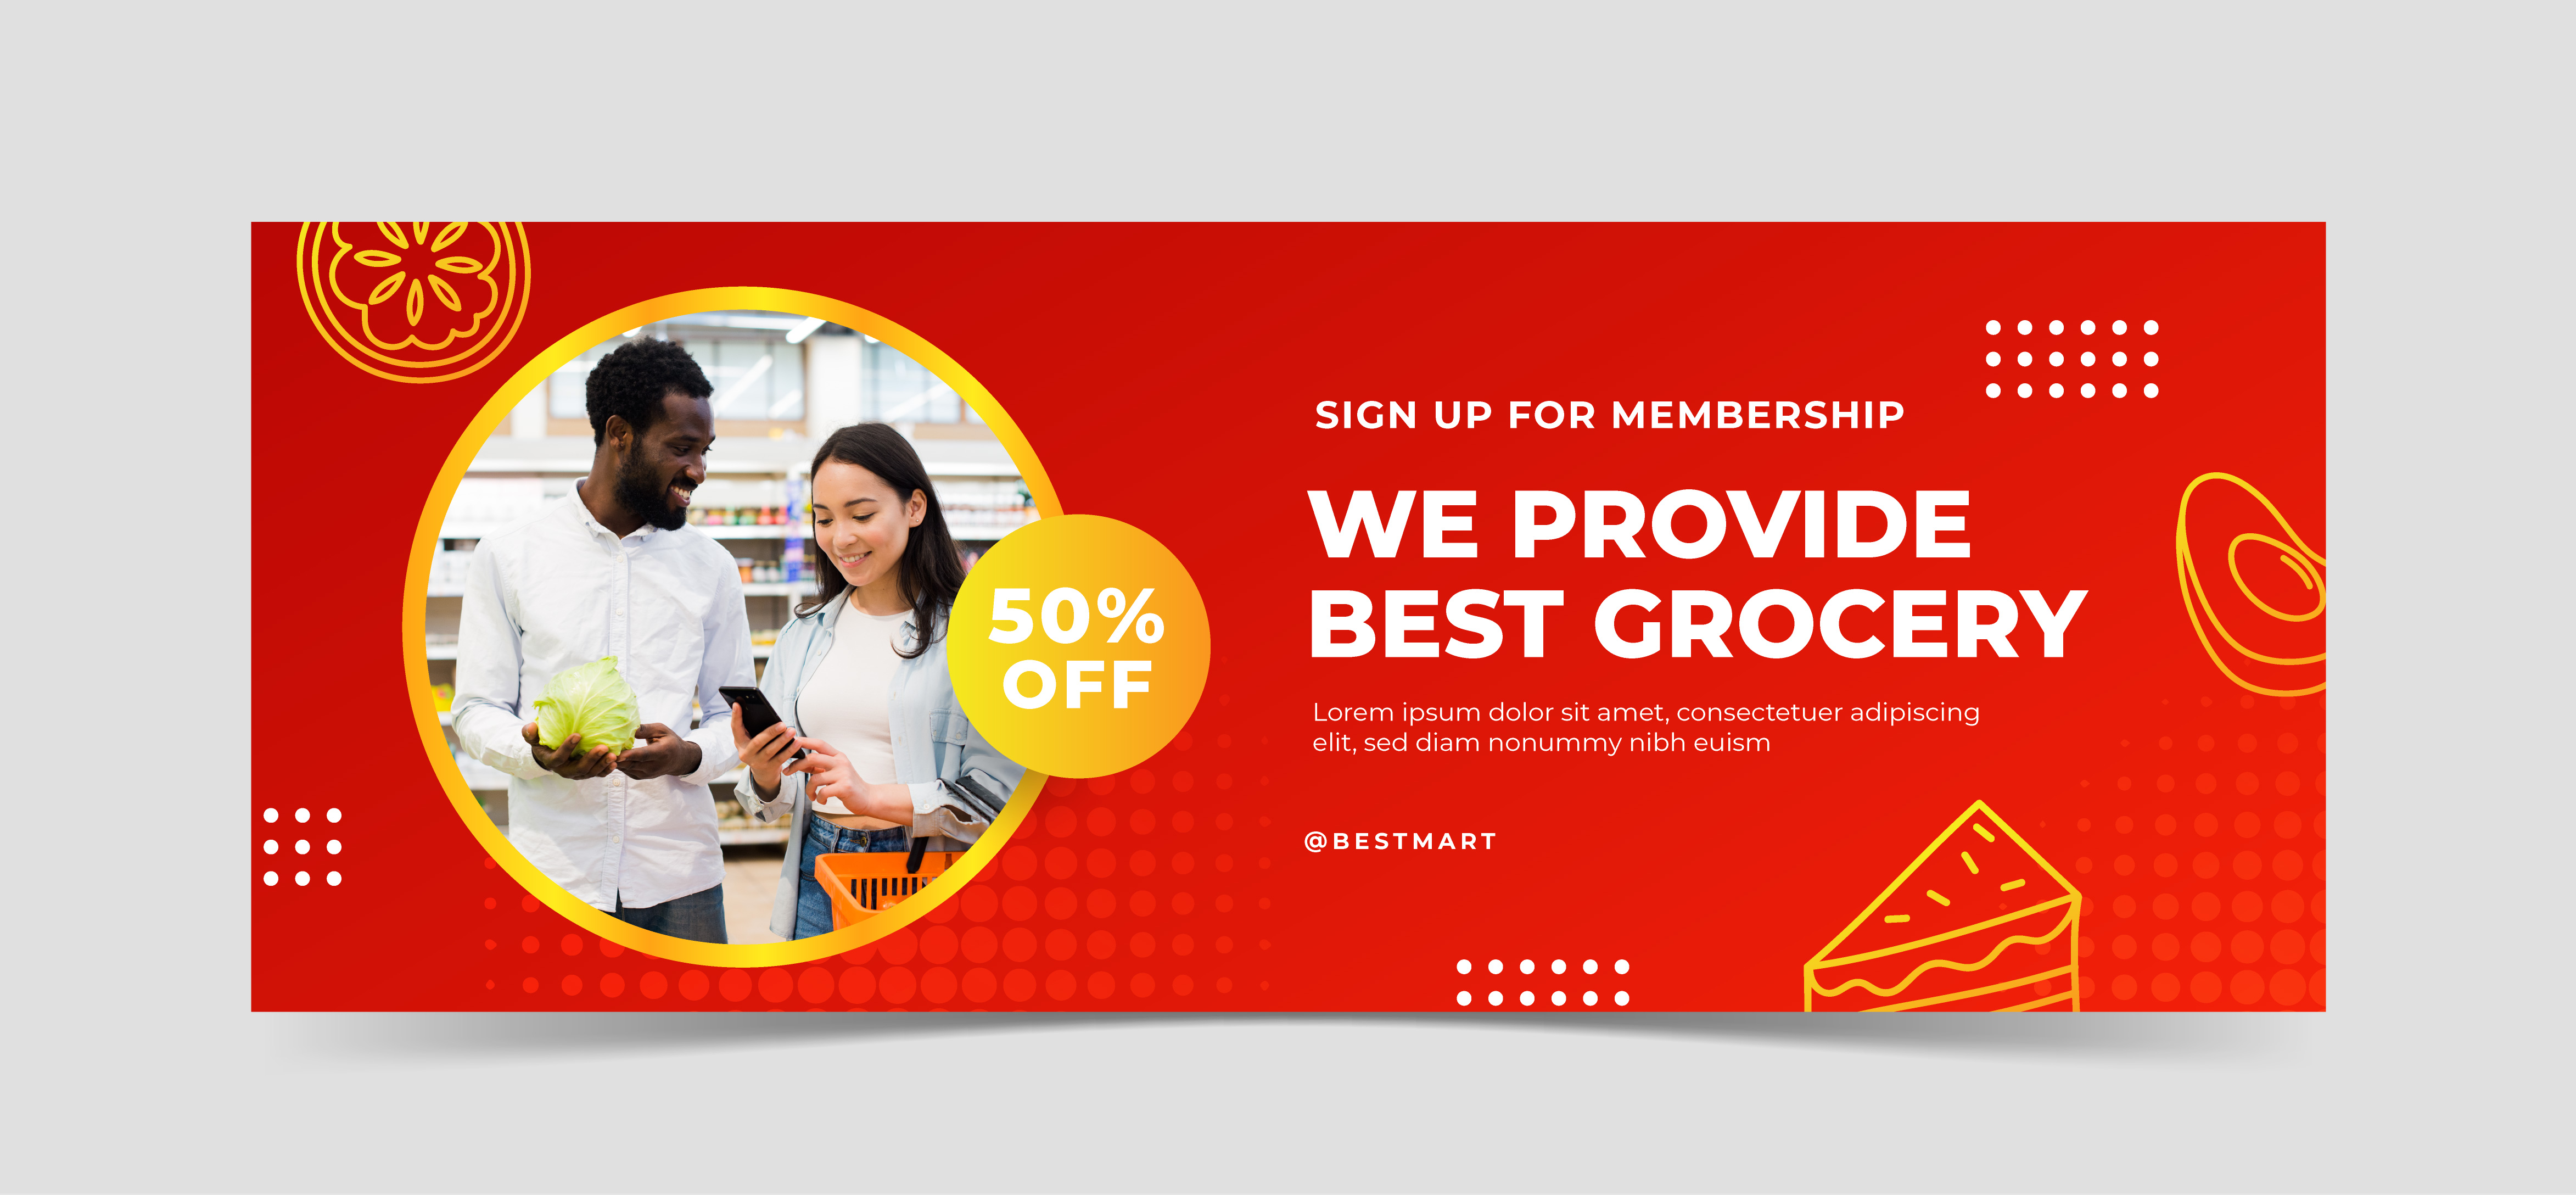 SIGN UP FOR MEMBERSHIP
WE PROVIDE
BEST GROCERY
50%
OFF
Lorem ipsum dolor sit amet, consectetuer adipiscing
elit, sed diam nonummy nibh euism
@BESTMART